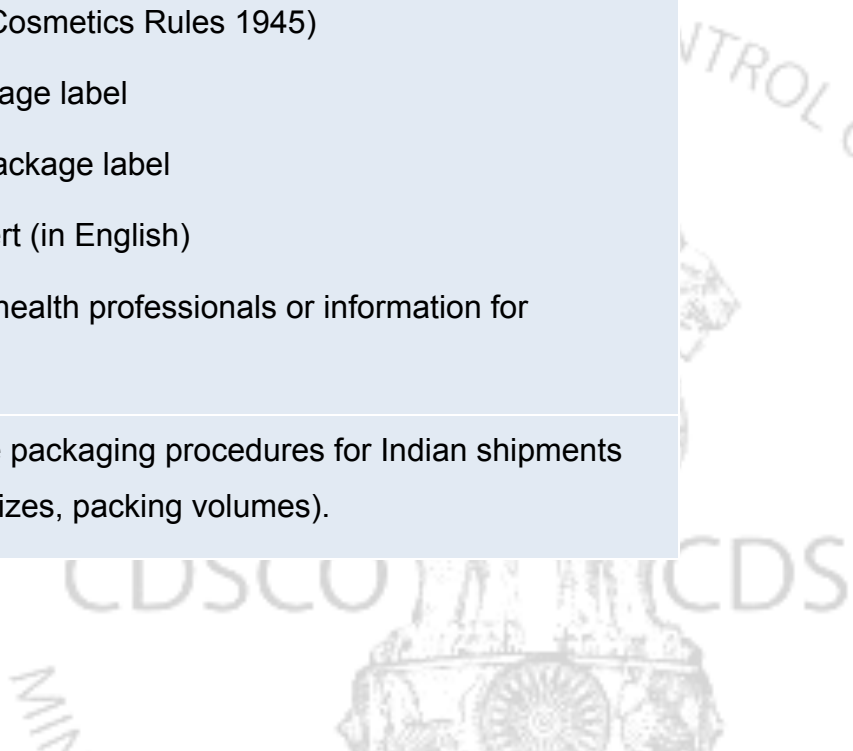 Cosmetics Rules 1945)
age label
ackage label
rt (in English)
health professionals or information for
packaging procedures for Indian shipments
izes, packing volumes).
CDSCO
CDS